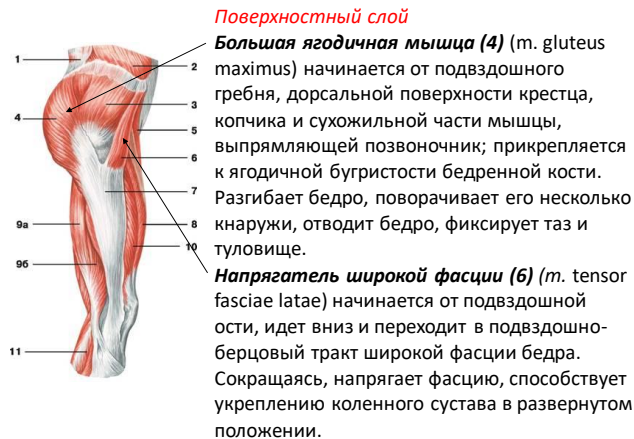 Поверхностный слой
Большая ягодичная мышца (4) (m. gluteus
maximus) начинается от подвздошного
гребня, дорсальной поверхности крестца,
копчика и сухожильной части мышцы,
выпрямляющей позвоночник; прикрепляется
к ягодичной бугристости бедренной кости.
Разгибает бедро, поворачивает его несколько
кнаружи, отводит бедро, фиксирует таз и
туловище.
Напрягатель широкой фасции (6) (m. tensor
fasciae latae) начинается от подвздошной
ости, идет вниз и переходит в подвздошно-
берцовый тракт широкой фасции бедра.
Сокращаясь, напрягает фасцию, способствует
укреплению коленного сустава в развернутом
положении.
1
2
3
4
5
6
7
8
9а
10
9б
11